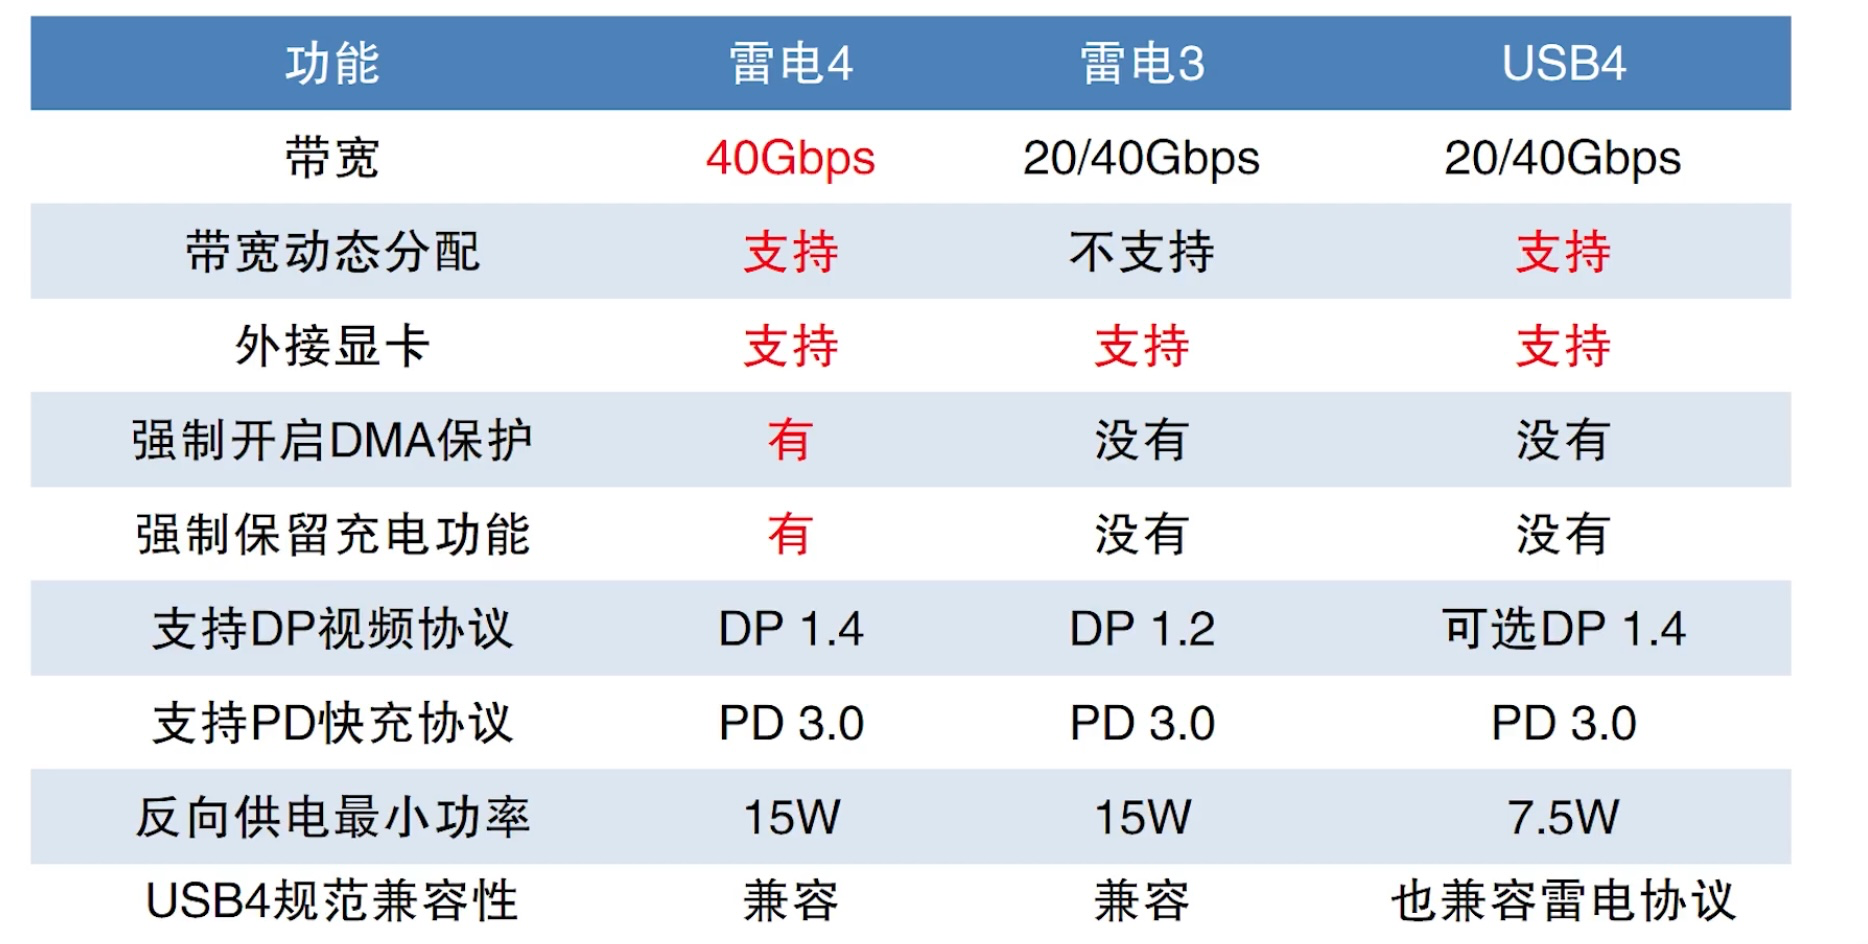 功能 雷电4 雷电3 USB4
带宽 40Gbps 20/40Gbps 20/40Gbps
带宽动态分配 支持 不支持 支持
外接显卡 支持 支持 支持
强制开启DMA保护 有 没有 没有
强制保留充电功能 有 没有 没有
支持DP视频协议 DP 1.4 DP 1.2 可选DP 1.4
支持PD快充协议 PD 3.0 PD 3.0 PD 3.0
反向供电最小功率 15W 15W 7.5W
USB4规范兼容性 兼容 兼容 也兼容雷电协议